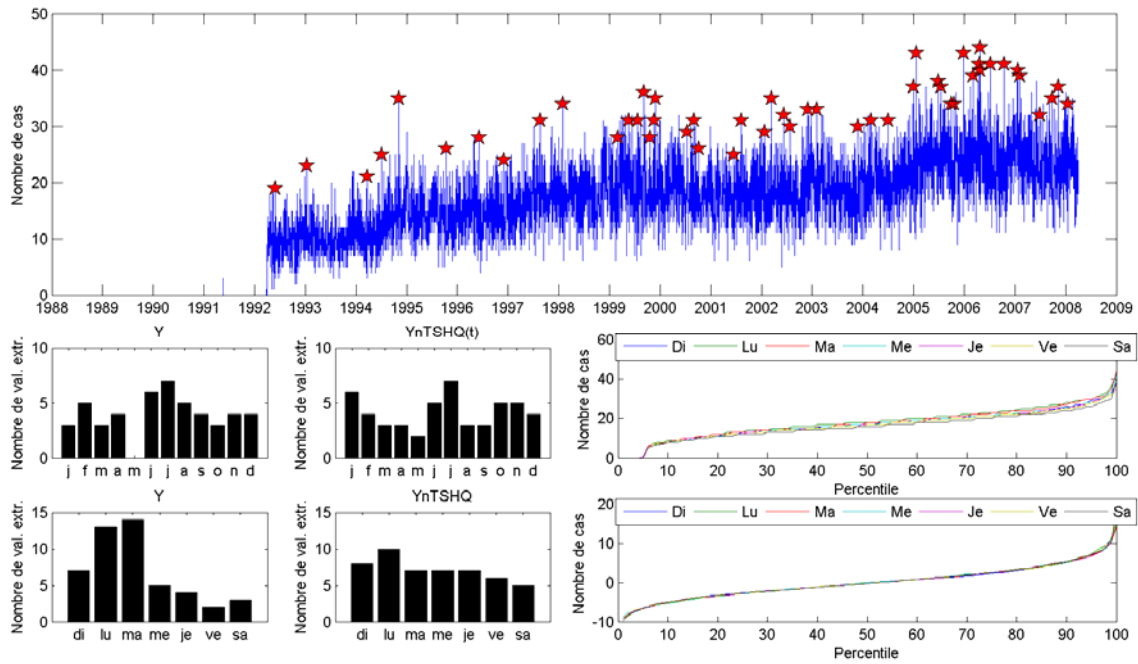 50
40
30
20
10
0
Nombre de cas
1988 1989 1990 1991 1992 1993 1994 1995 1996 1997 1998 1999 2000 2001 2002 2003 2004 2005 2006 2007 2008 2009
Y
10
5
0
Nombre de val. extr.
j f m a m j j a s o n d
YnTSHQ(t)
10
5
0
Nombre de val. extr.
j f m a m j j a s o n d
60
40
20
0
Nombre de cas
Di Lu Ma Me Je Ve Sa
0 10 20 30 40 50 60 70 80 90 100
Percentile
Y
15
10
5
0
Nombre de val. extr.
di lu ma me je ve sa
YnTSHQ
15
10
5
0
Nombre de val. extr.
di lu ma me je ve sa
20
10
0
-10
Nombre de cas
Di Lu Ma Me Je Ve Sa
0 10 20 30 40 50 60 70 80 90 100
Percentile